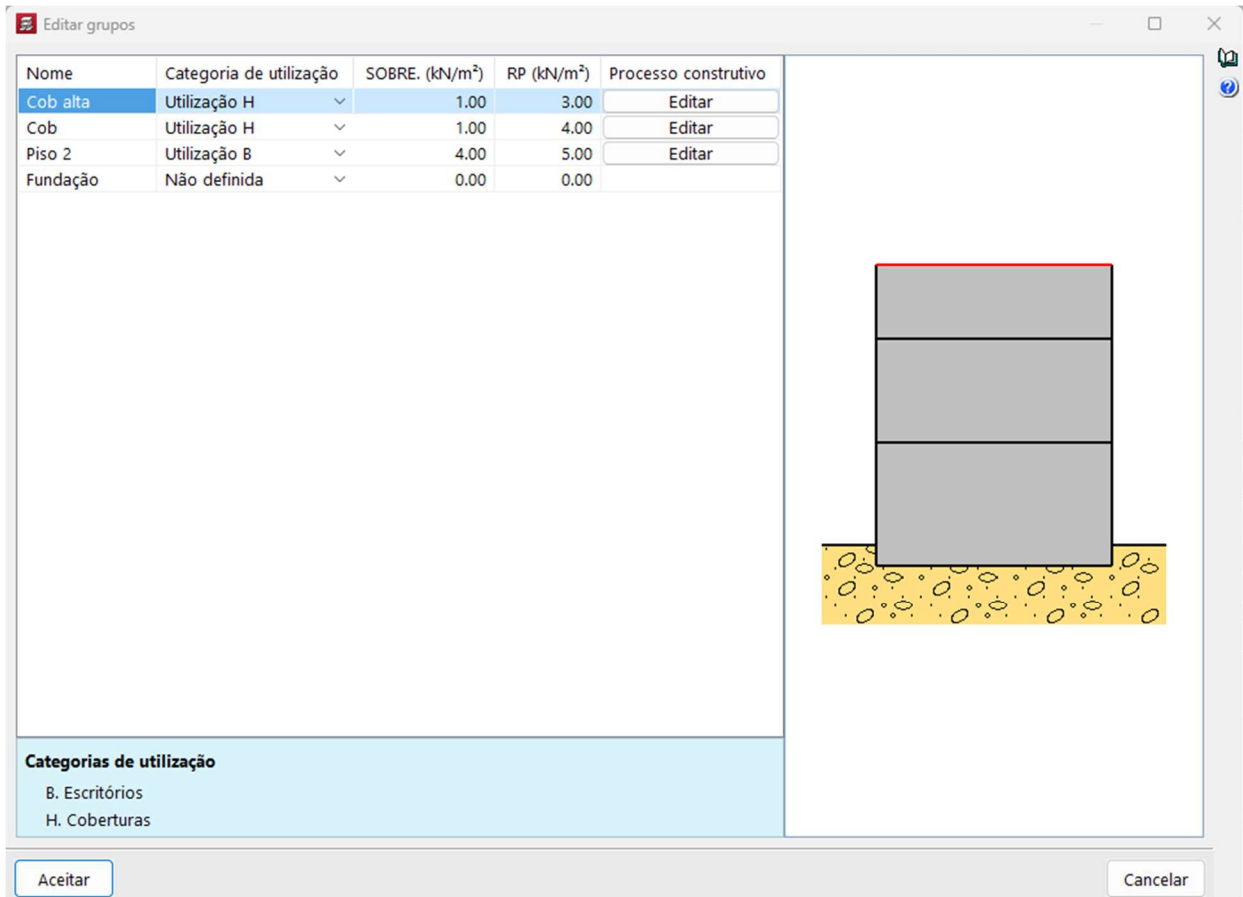 Editar grupos
Nome Categoria de utilização SOBRE. (kN/m²) RP (kN/m²) Processo construtivo
Cob alta Utilização H 1.00 3.00 Editar
Cob Utilização H 1.00 4.00 Editar
Piso 2 Utilização B 4.00 5.00 Editar
Fundação Não definida 0.00 0.00
Categorias de utilização
B. Escritórios
H. Coberturas
Aceitar Cancelar